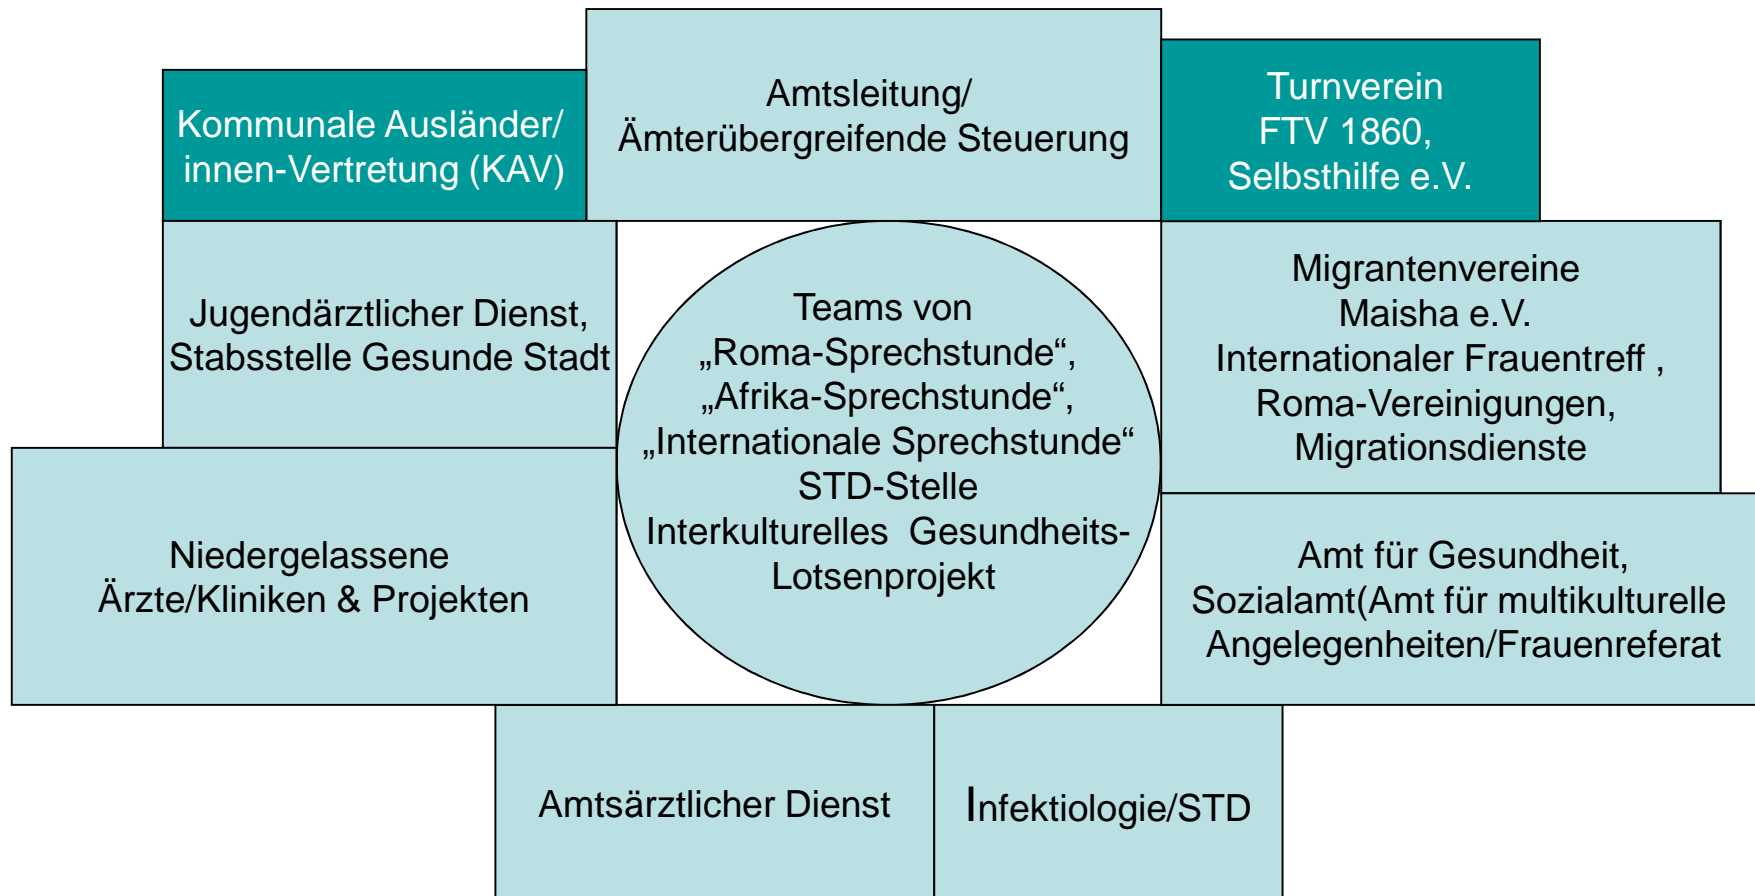 Amtsleitung/
Ämterübergreifende Steuerung
Kommunale Ausländer/
innen-Vertretung (KAV)
Turnverein
FTV 1860,
Selbsthilfe e.V.
Jugendärztlicher Dienst,
Stabsstelle Gesunde Stadt
Teams von
„Roma-Sprechstunde“,
„Afrika-Sprechstunde“,
„Internationale Sprechstunde“
STD-Stelle
Interkulturelles Gesundheits-
Lotsenprojekt
Migrantenvereine
Maisha e.V.
Internationaler Frauentreff ,
Roma-Vereinigungen,
Migrationsdienste
Niedergelassene
Ärzte/Kliniken & Projekten
Amt für Gesundheit,
Sozialamt(Amt für multikulturelle
Angelegenheiten/Frauenreferat
Amtsärztlicher Dienst
Infektiologie/STD